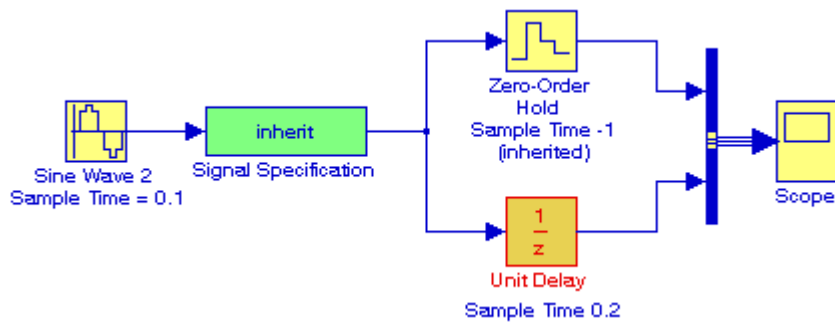 Sine Wave 2
Sample Time = 0.1
inherit
Signal Specification
Zero-Order
Hold
Sample Time -1
(inherited)
1
z
Unit Delay
Sample Time 0.2
Scope